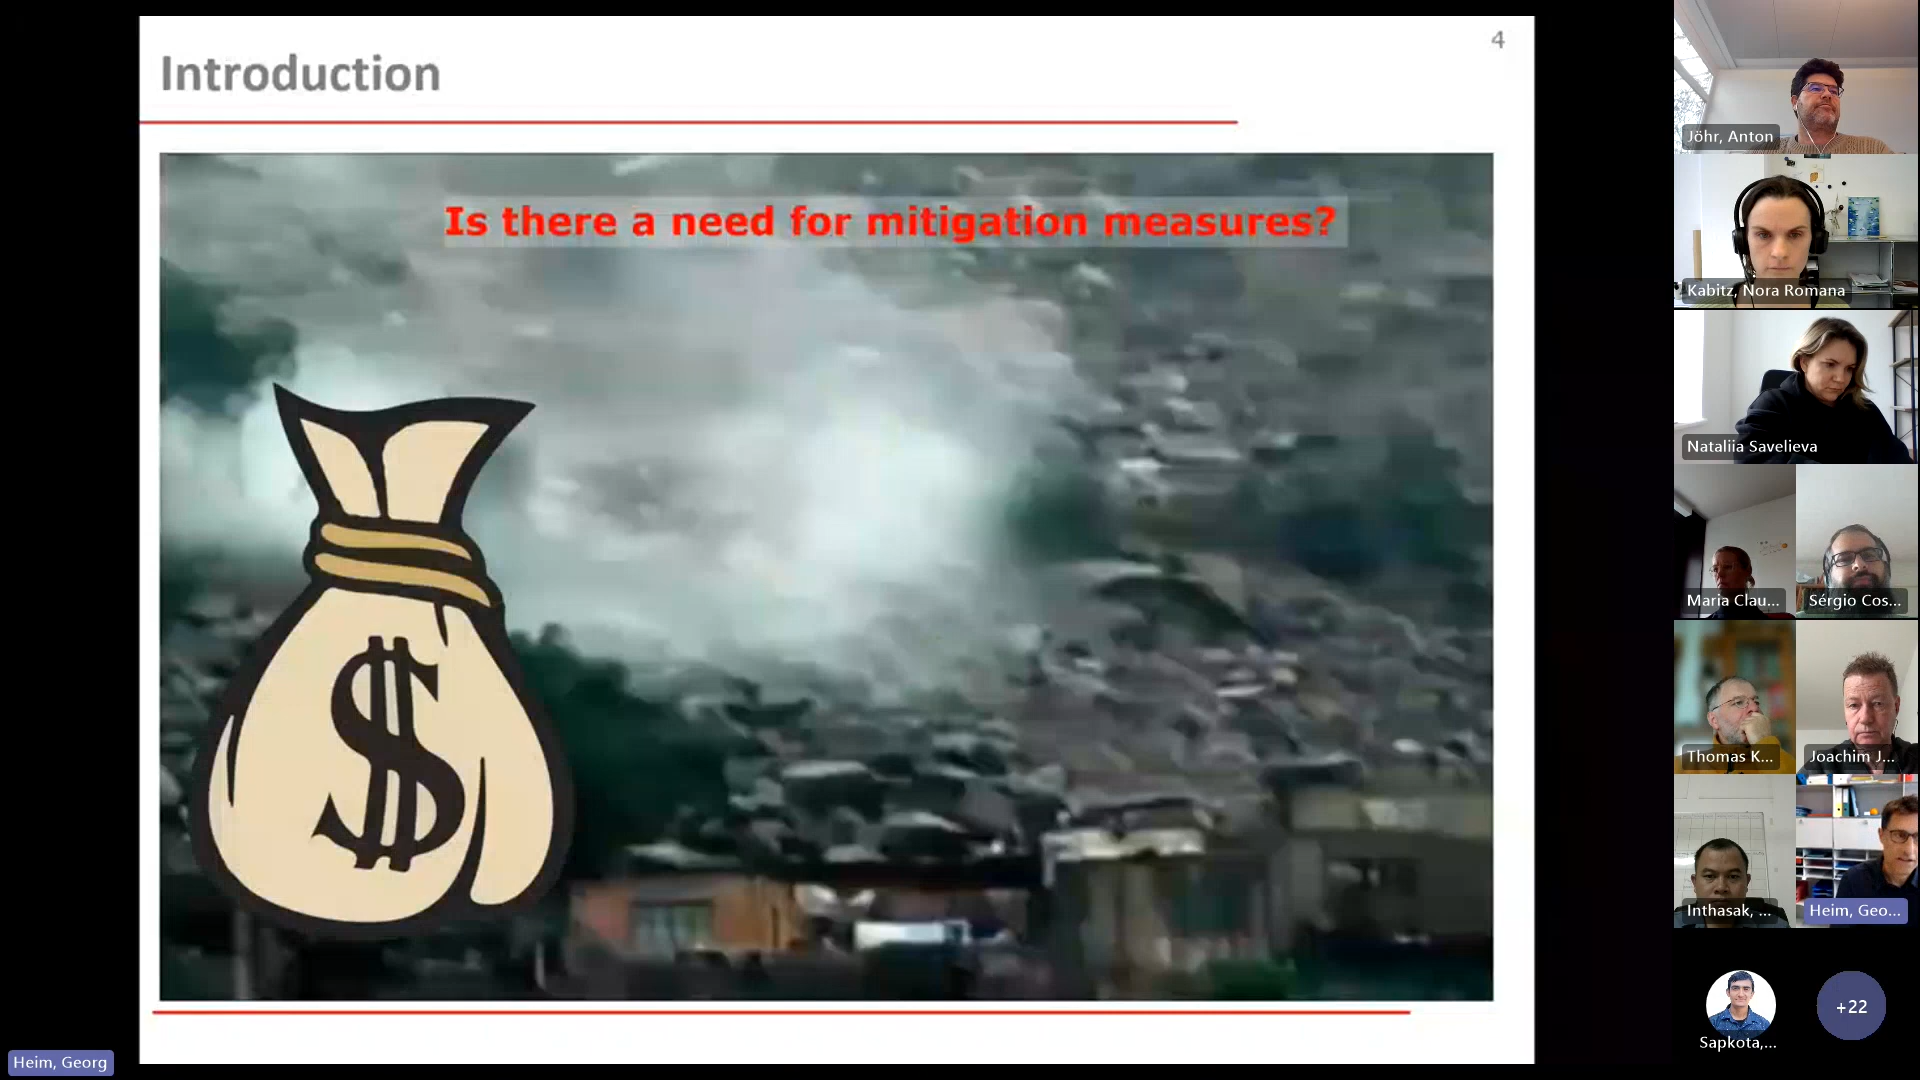 Introduction
4
Is there a need for mitigation measures?
$
Jöhr, Anton
Kabitz, Nora Romana
Nataliia Savelieva
Maria Clau...
Sérgio Cos...
Thomas K...
Joachim J...
Inthasak, ...
Heim, Geo...
Sapkota,...
+22
Heim, Georg